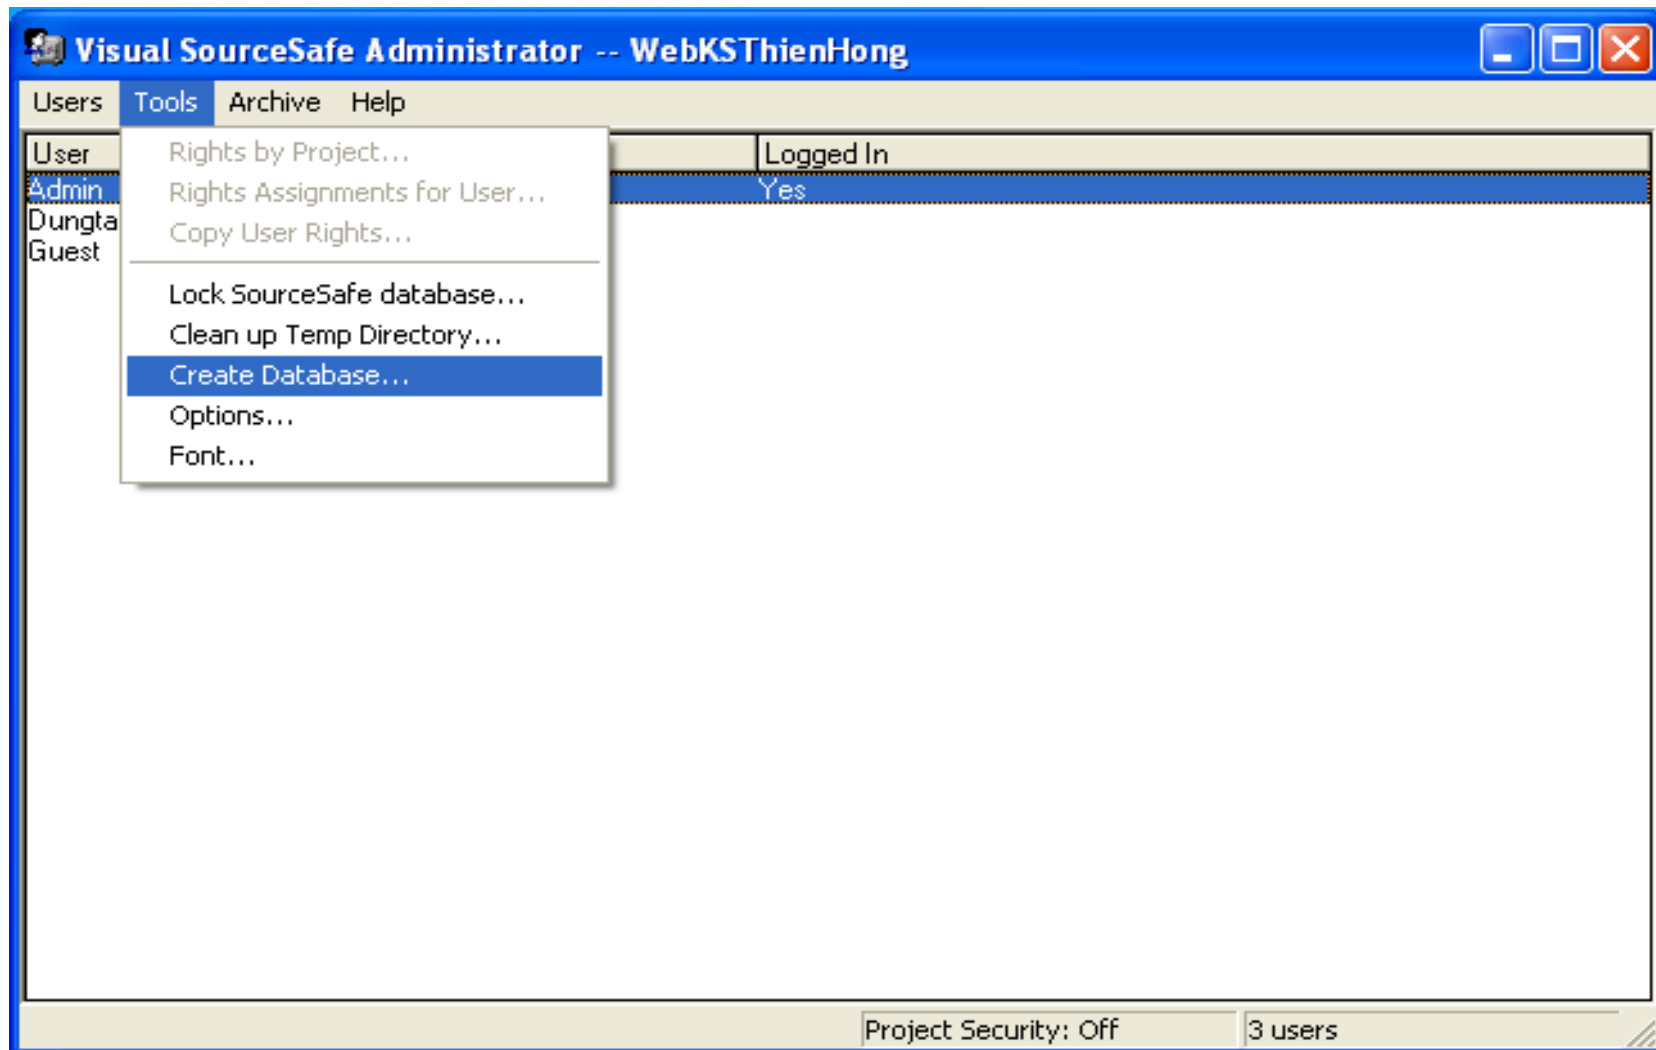 Visual SourceSafe Administrator -- WebKSThienHong
Users Tools Archive Help
User Logged In
Admin Yes
Dungta
Guest
Rights by Project...
Rights Assignments for User...
Copy User Rights...
Lock SourceSafe database...
Clean up Temp Directory...
Create Database...
Options...
Font...
Project Security: Off 3 users